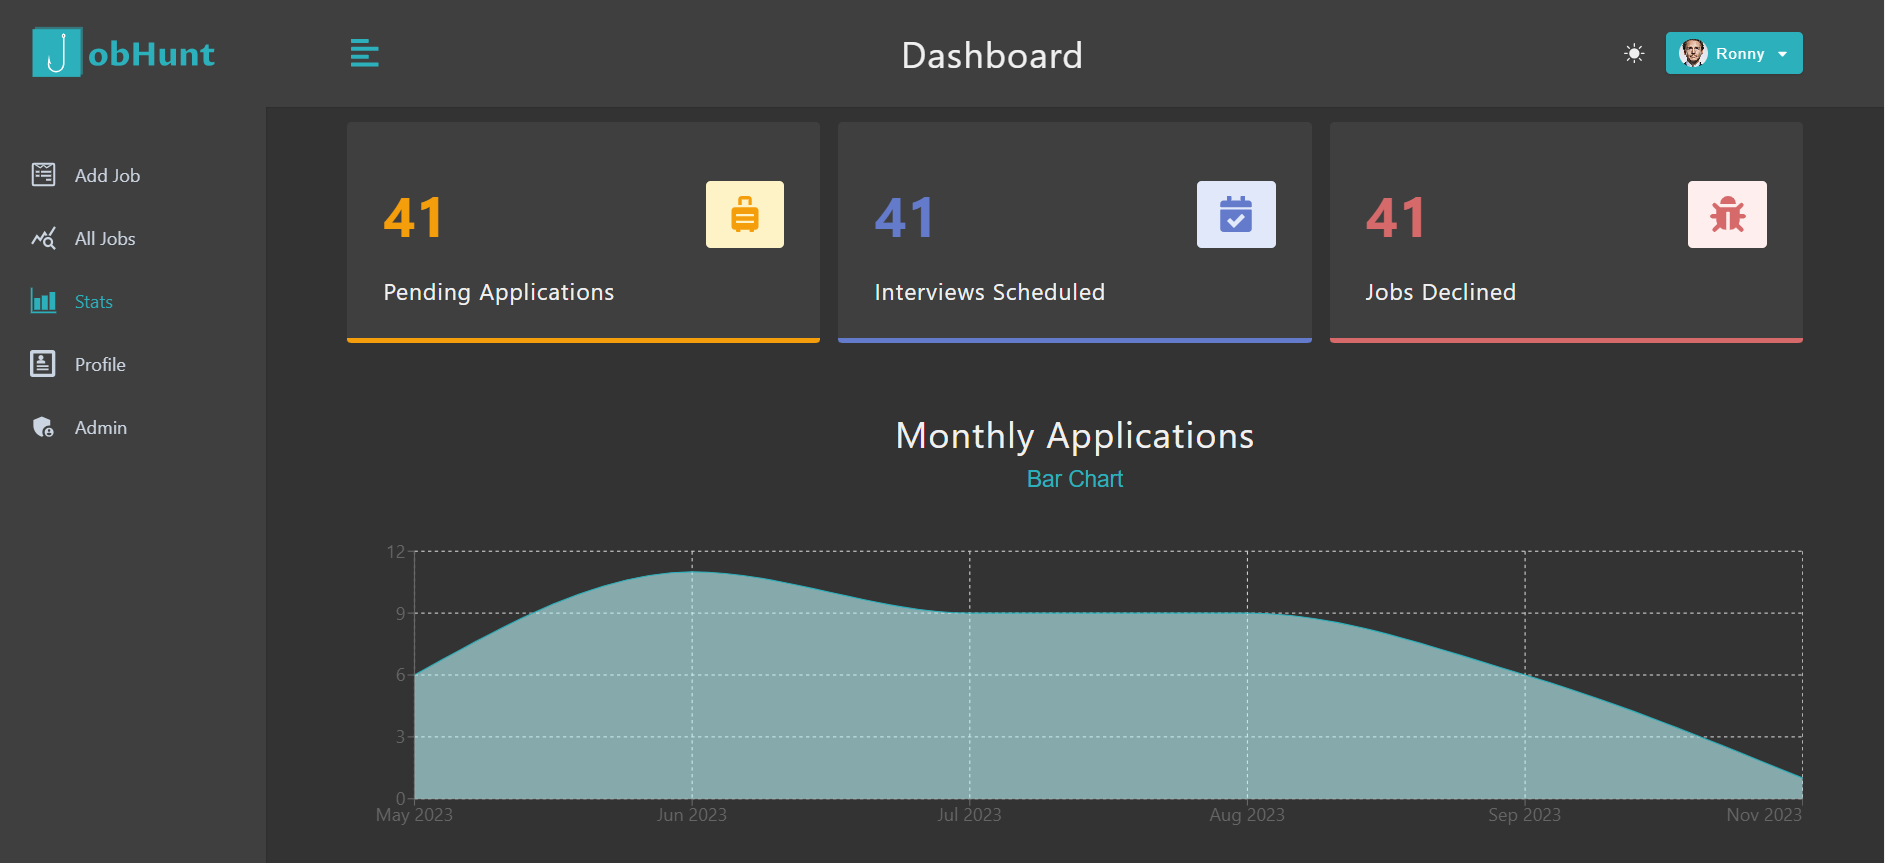 JobHunt
Dashboard
Ronny
Add Job
All Jobs
Stats
Profile
Admin
41
Pending Applications
41
Interviews Scheduled
41
Jobs Declined
Monthly Applications
Bar Chart
12
9
6
3
0
May 2023 Jun 2023 Jul 2023 Aug 2023 Sep 2023 Nov 2023